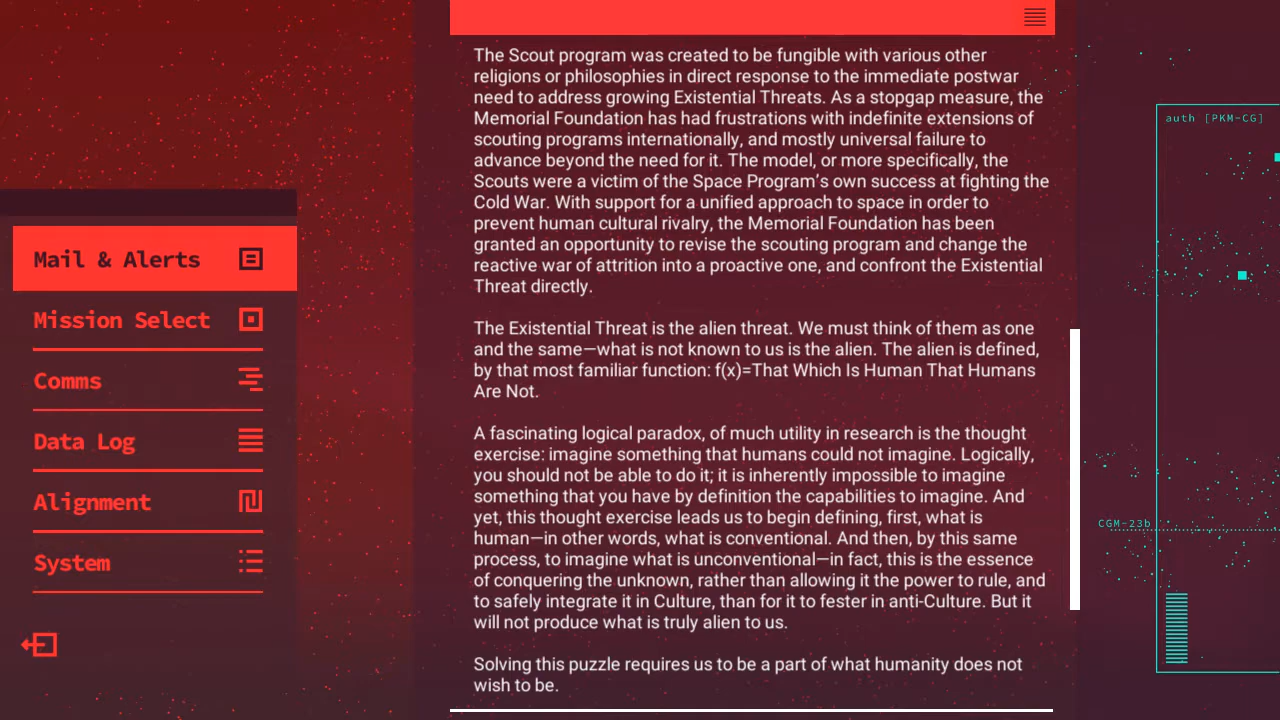 The Scout program was created to be fungible with various other
religions or philosophies in direct response to the immediate postwar
need to address growing Existential Threats. As a stopgap measure, the
Memorial Foundation has had frustrations with indefinite extensions of
scouting programs internationally, and mostly universal failure to
advance beyond the need for it. The model, or more specifically, the
Scouts were a victim of the Space Program's own success at fighting the
Cold War. With support for a unified approach to space in order to
prevent human cultural rivalry, the Memorial Foundation has been
granted an opportunity to revise the scouting program and change the
reactive war of attrition into a proactive one, and confront the Existential
Threat directly.
The Existential Threat is the alien threat. We must think of them as one
and the same—what is not known to us is the alien. The alien is defined,
by that most familiar function: f(x)=That Which Is Human That Humans
Are Not.
A fascinating logical paradox, of much utility in research is the thought
exercise: imagine something that humans could not imagine. Logically,
you should not be able to do it; it is inherently impossible to imagine
something that you have by definition the capabilities to imagine. And
yet, this thought exercise leads us to begin defining, first, what is
human—in other words, what is conventional. And then, by this same
process, to imagine what is unconventional—in fact, this is the essence
of conquering the unknown, rather than allowing it the power to rule, and
to safely integrate it in Culture, than for it to fester in anti-Culture. But it
will not produce what is truly alien to us.
Solving this puzzle requires us to be a part of what humanity does not
wish to be.
Mail & Alerts
Mission Select
Comms
Data Log
Alignment
System
auth [PKM-CG]
CGM-23b